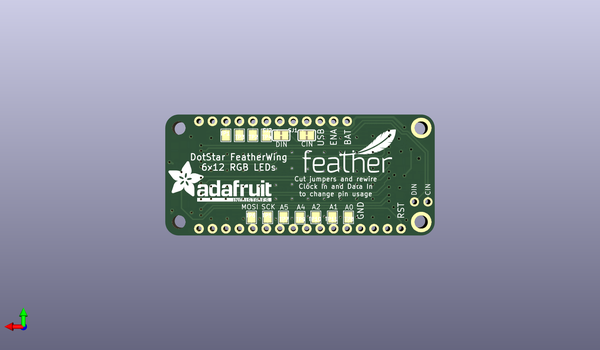 DIN
CIN
USB
ENA
BAT
DotStar FeatherWing
6x12 RGB LEDs
feather
adafruit
Cut jumpers and rewire
Clock In and Data In
to change pin usage
DIN
CIN
MOSI SCK A5 A4 A2 A1 A0
GND
RST